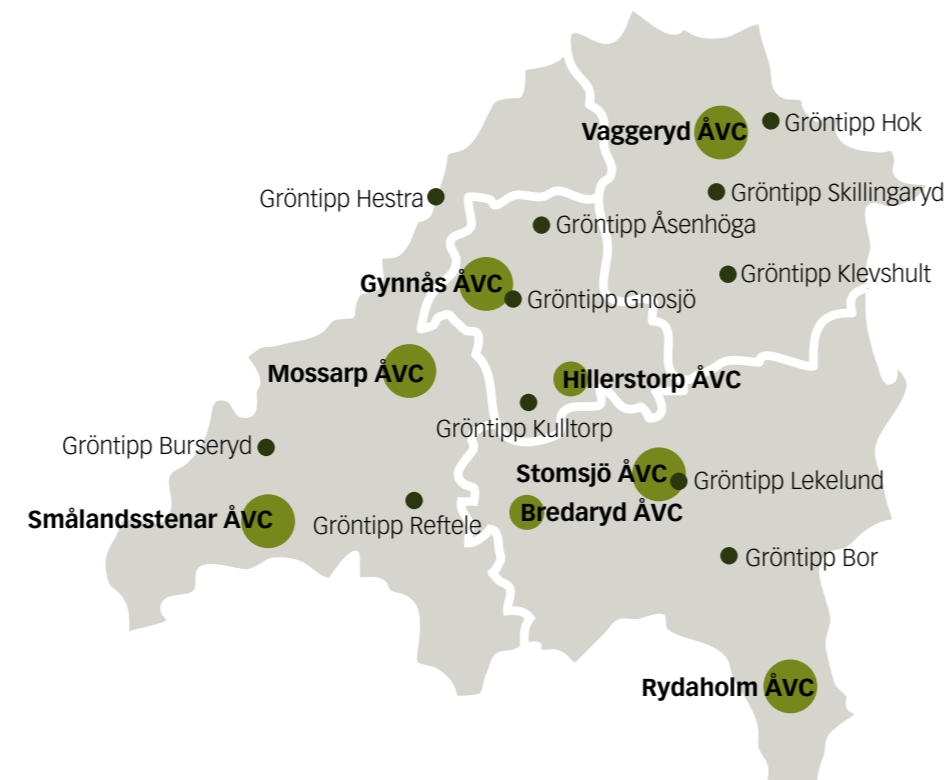 Vaggeryd ÅVC
Gröntipp Hok
Gröntipp Hestra
Gröntipp Skillingaryd
Gröntipp Åsenhöga
Gynnås ÅVC
Gröntipp Klevshult
Gröntipp Gnosjö
Mossarp ÅVC
Hillerstorp ÅVC
Gröntipp Kulltorp
Gröntipp Burseryd
Stomsjö ÅVC
Gröntipp Lekelund
Smålandsstenar ÅVC
Gröntipp Reftele
Bredaryd ÅVC
Gröntipp Bor
Rydaholm ÅVC